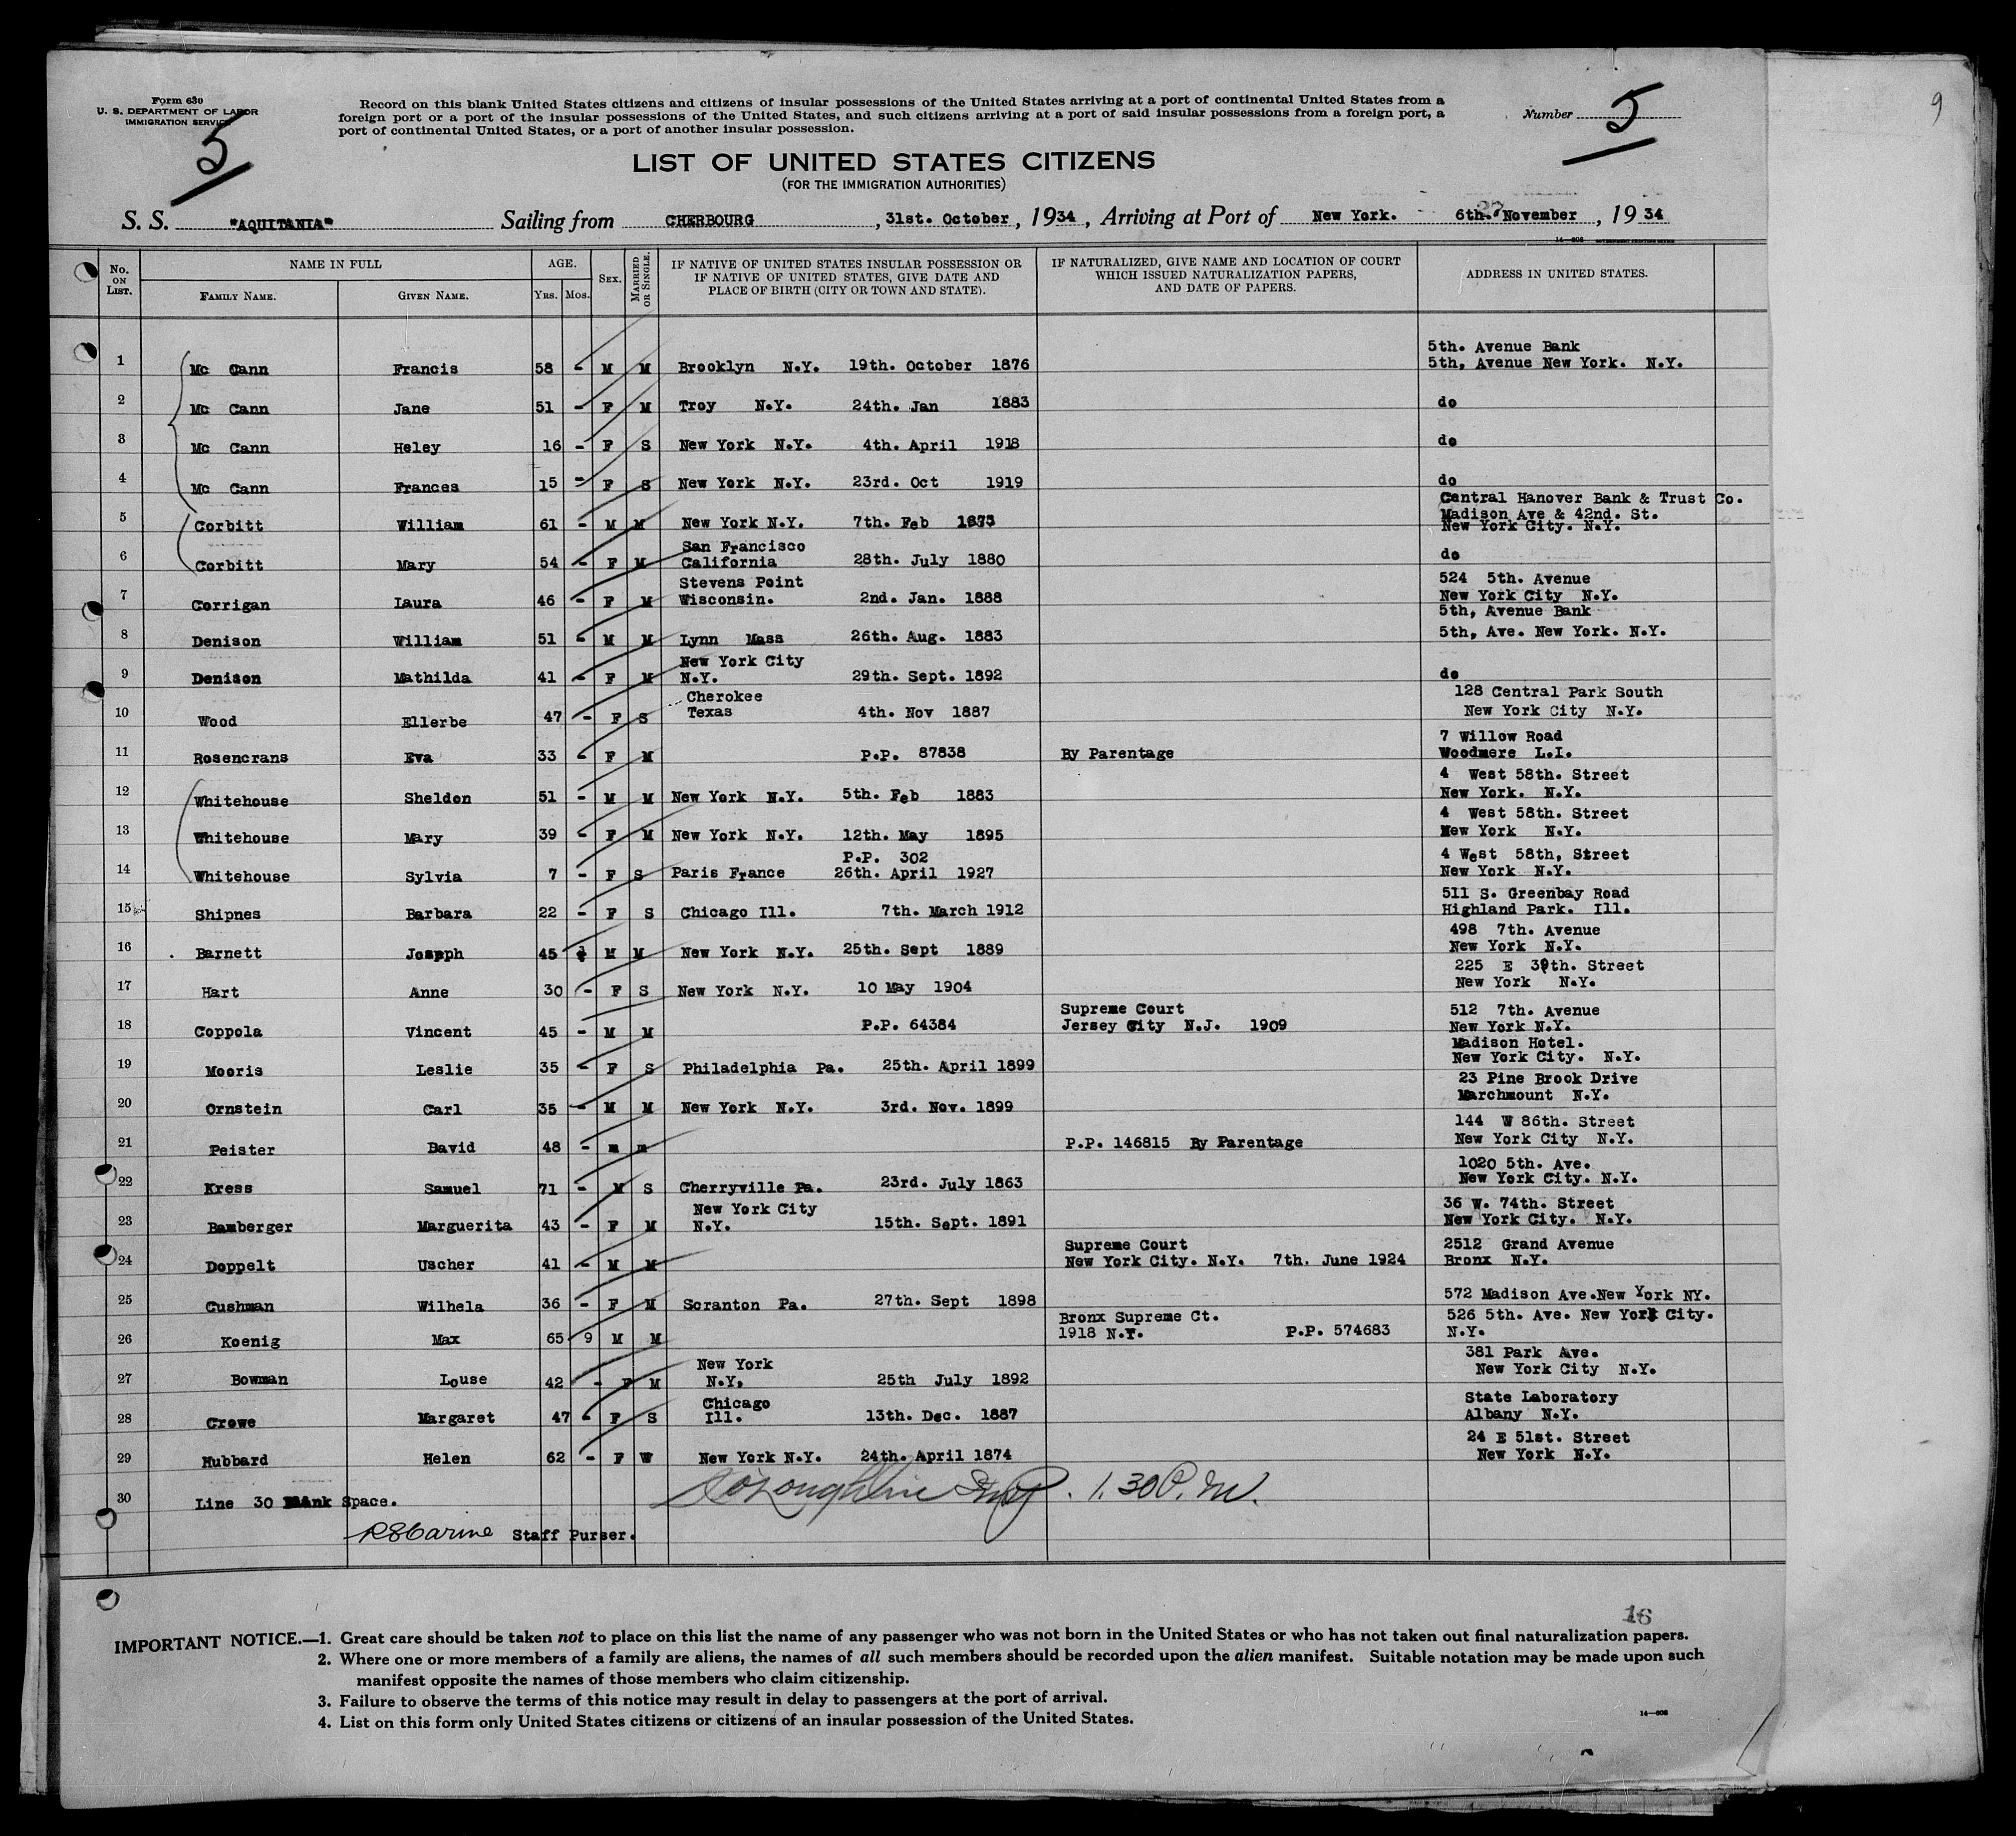 Form 630
U. S. DEPARTMENT OF LABOR
IMMIGRATION SERVICE
5
Record on this blank United States citizens and citizens of insular possessions of the United States arriving at a port of continental United States from a
foreign port or a port of the insular possessions of the United States, and such citizens arriving at a port of said insular possessions from a foreign port, a
port of continental United States, or a port of another insular possession.
Number 5
9
LIST OF UNITED STATES CITIZENS
(FOR THE IMMIGRATION AUTHORITIES)
S. S. "AQUITANIA" Sailing from CHERBOURG, 31st. October, 1934, Arriving at Port of New York. 6th. November, 1934
14—608
No. ON LIST. NAME IN FULL AGE. SEX. MARRIED OR SINGLE. IF NATIVE OF UNITED STATES INSULAR POSSESSION OR IF NATIVE OF UNITED STATES, GIVE DATE AND PLACE OF BIRTH (CITY OR TOWN AND STATE). IF NATURALIZED, GIVE NAME AND LOCATION OF COURT WHICH ISSUED NATURALIZATION PAPERS, AND DATE OF PAPERS. ADDRESS IN UNITED STATES.
FAMILY NAME. GIVEN NAME. YRS. MOS.
1 Mc Cann Francis 58 - M M Brooklyn N.Y. 19th. October 1876 5th. Avenue Bank 5th, Avenue New York. N.Y.
2 Mc Cann Jane 51 - F M Troy N.Y. 24th. Jan 1883 do
3 Mc Cann Heley 16 - F S New York N.Y. 4th. April 1918 do
4 Mc Cann Frances 15 - F S New York N.Y. 23rd. Oct 1919 do
5 Corbitt William 61 - M M New York N.Y. 7th. Feb 1873 Central Hanover Bank & Trust Co. Madison Ave & 42nd. St. New York City. N.Y.
6 Corbitt Mary 54 - F M San Francisco California 28th. July 1880 do
7 Corrigan Laura 46 - F M Stevens Point Wisconsin. 2nd. Jan. 1888 524 5th. Avenue New York City N.Y.
8 Denison William 51 - M M Lynn Mass 26th. Aug. 1883 5th, Avenue Bank 5th, Ave. New York. N.Y.
9 Denison Mathilda 41 - F M New York City N.Y. 29th. Sept. 1892 do
10 Wood Ellerbe 47 - F S Cherokee Texas 4th. Nov 1887 128 Central Park South New York City N.Y.
11 Rosencrans Eva 33 - F M P.P. 87838 By Parentage 7 Willow Road Woodmere L.I.
12 Whitehouse Sheldon 51 - M M New York N.Y. 5th. Feb 1883 4 West 58th. Street New York. N.Y.
13 Whitehouse Mary 39 - F M New York N.Y. 12th. May 1895 4 West 58th. Street New York N.Y.
14 Whitehouse Sylvia 7 - F S Paris France P.P. 302 26th. April 1927 4 West 58th, Street New York N.Y.
15 Shipnes Barbara 22 - F S Chicago Ill. 7th. March 1912 511 S. Greenbay Road Highland Park. Ill.
16 Barnett Joseph 45 M M New York N.Y. 25th. Sept 1889 498 7th. Avenue New York N.Y.
17 Hart Anne 30 - F S New York N.Y. 10 May 1904 225 E 39th. Street New York N.Y.
18 Coppola Vincent 45 - M M P.P. 64384 Supreme Court Jersey City N.J. 1909 512 7th. Avenue New York N.Y.
19 Mooris Leslie 35 - F S Philadelphia Pa. 25th. April 1899 Madison Hotel. New York City. N.Y.
20 Ornstein Carl 35 - M M New York N.Y. 3rd. Nov. 1899 23 Pine Brook Drive Marchmount N.Y.
21 Peister David 48 - m m P.P. 146815 By Parentage 144 W 86th. Street New York City N.Y.
22 Kress Samuel 71 - M S Cherryville Pa. 23rd. July 1863 1020 5th. Ave. New York City. N.Y.
23 Bamberger Marguerita 43 - F M New York City N.Y. 15th. Sept. 1891 36 W. 74th. Street New York City. N.Y.
24 Doppelt Uscher 41 - M M Supreme Court New York City. N.Y. 7th. June 1924 2512 Grand Avenue Bronx N.Y.
25 Cushman Wilhela 36 - F M Scranton Pa. 27th. Sept 1898 572 Madison Ave.New York NY.
26 Koenig Max 65 9 M M Bronx Supreme Ct. 1918 N.Y. P.P. 574683 526 5th. Ave. New York City. N.Y.
27 Bowman Louse 42 - F M New York N.Y, 25th July 1892 381 Park Ave. New York City N.Y.
28 Crowe Margaret 47 - F S Chicago Ill. 13th. Dec. 1887 State Laboratory Albany N.Y.
29 Hubbard Helen 62 - F W New York N.Y. 24th. April 1874 24 E 51st. Street New York N.Y.
30 Line 30 Blank Space. O'Loughlin Insp. 1.30 P.M.
Staff Purser.
16
IMPORTANT NOTICE.—1. Great care should be taken not to place on this list the name of any passenger who was not born in the United States or who has not taken out final naturalization papers.
2. Where one or more members of a family are aliens, the names of all such members should be recorded upon the alien manifest. Suitable notation may be made upon such
manifest opposite the names of those members who claim citizenship.
3. Failure to observe the terms of this notice may result in delay to passengers at the port of arrival.
4. List on this form only United States citizens or citizens of an insular possession of the United States.
14—608